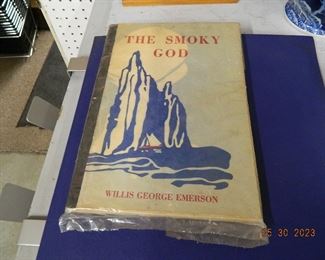 THE SMOKY
GOD
WILLIS GEORGE EMERSON
05 30 2023